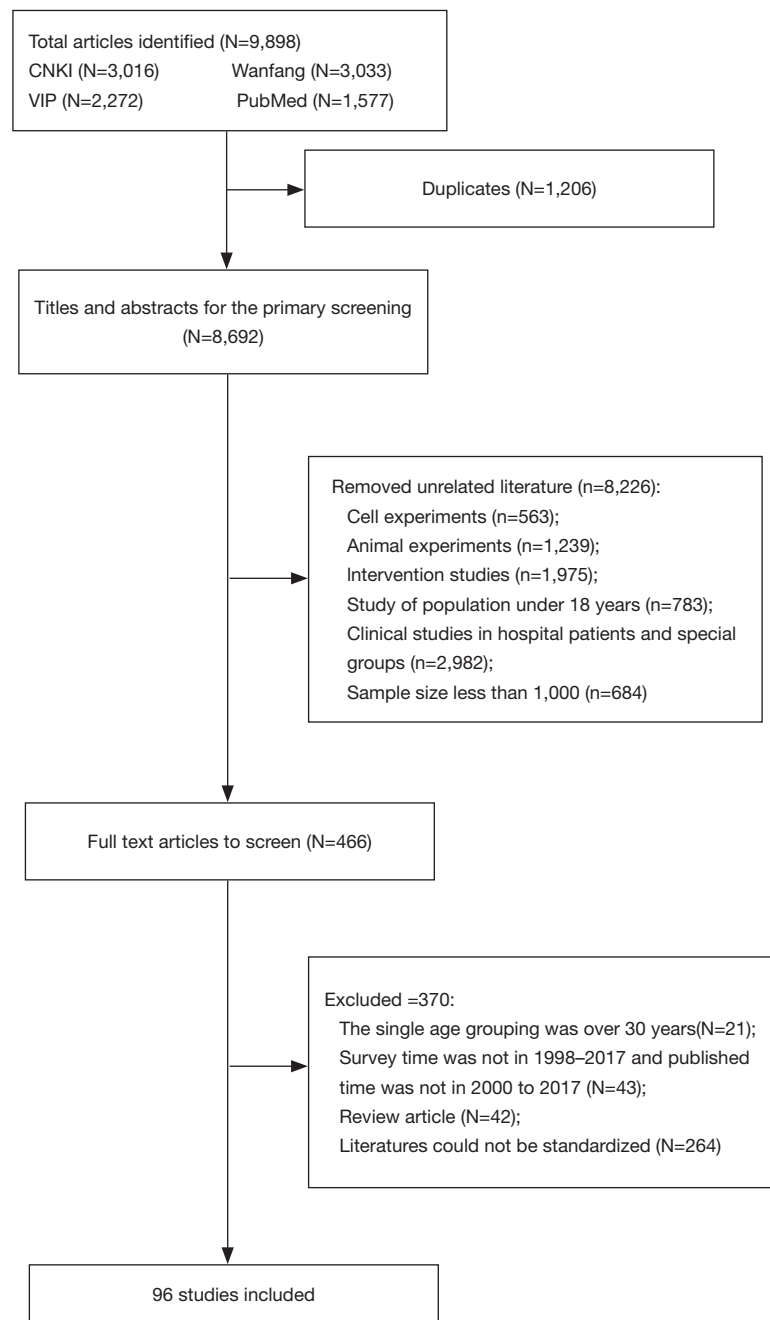 Total articles identified (N=9,898)
CNKI (N=3,016) Wanfang (N=3,033)
VIP (N=2,272) PubMed (N=1,577)
Duplicates (N=1,206)
Titles and abstracts for the primary screening
(N=8,692)
Removed unrelated literature (n=8,226):
Cell experiments (n=563);
Animal experiments (n=1,239);
Intervention studies (n=1,975);
Study of population under 18 years (n=783);
Clinical studies in hospital patients and special
groups (n=2,982);
Sample size less than 1,000 (n=684)
Full text articles to screen (N=466)
Excluded =370:
The single age grouping was over 30 years(N=21);
Survey time was not in 1998–2017 and published
time was not in 2000 to 2017 (N=43);
Review article (N=42);
Literatures could not be standardized (N=264)
96 studies included